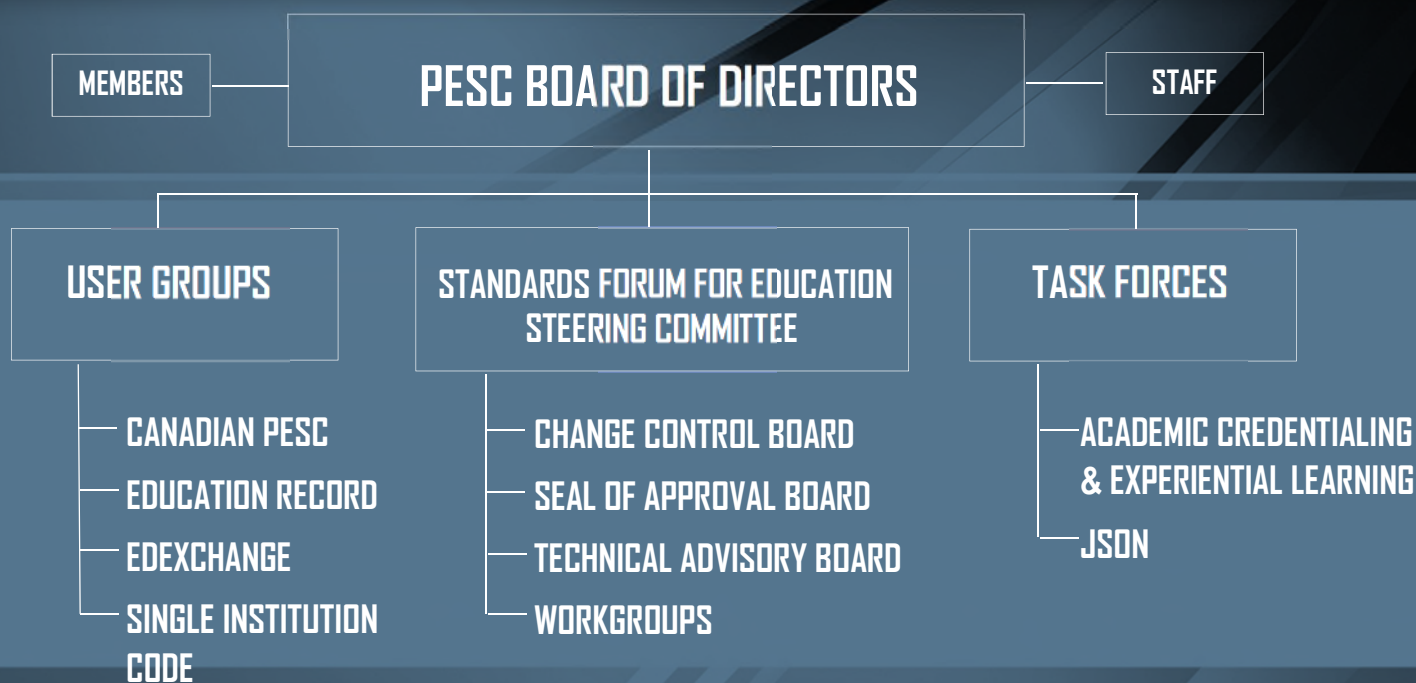 MEMBERS
PESC BOARD OF DIRECTORS
STAFF
USER GROUPS
STANDARDS FORUM FOR EDUCATION
STEERING COMMITTEE
TASK FORCES
CANADIAN PESC
EDUCATION RECORD
EDEXCHANGE
SINGLE INSTITUTION
CODE
CHANGE CONTROL BOARD
SEAL OF APPROVAL BOARD
TECHNICAL ADVISORY BOARD
WORKGROUPS
ACADEMIC CREDENTIALING
& EXPERIENTIAL LEARNING
JSON